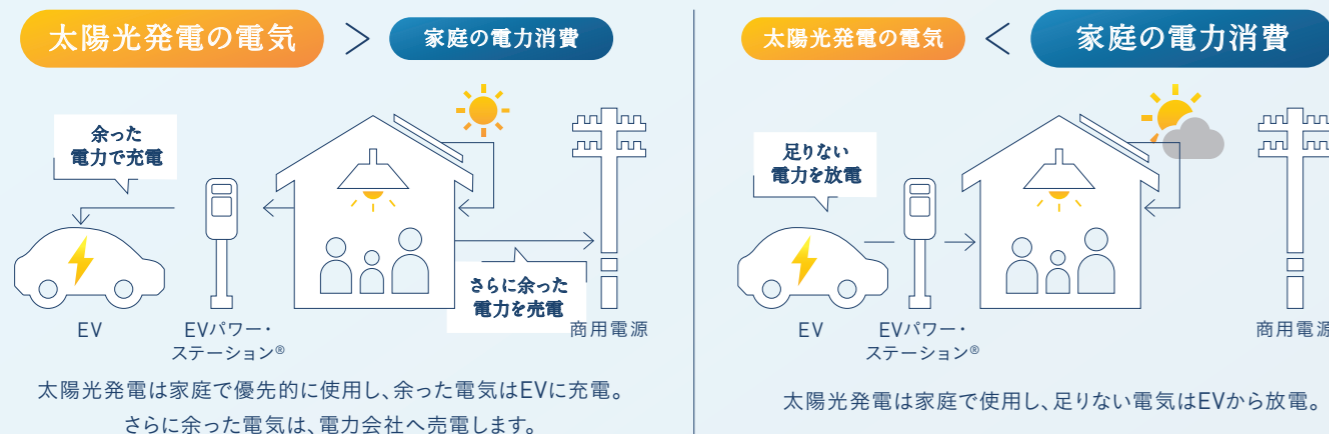 太陽光発電の電気 > 家庭の電力消費
余った
電力で充電
さらに余った
電力を売電
EV
EVパワー・
ステーション®
商用電源
太陽光発電は家庭で優先的に使用し、余った電気はEVに充電。
さらに余った電気は、電力会社へ売電します。
太陽光発電の電気 < 家庭の電力消費
足りない
電力を放電
EV
EVパワー・
ステーション®
商用電源
太陽光発電は家庭で使用し、足りない電気はEVから放電。